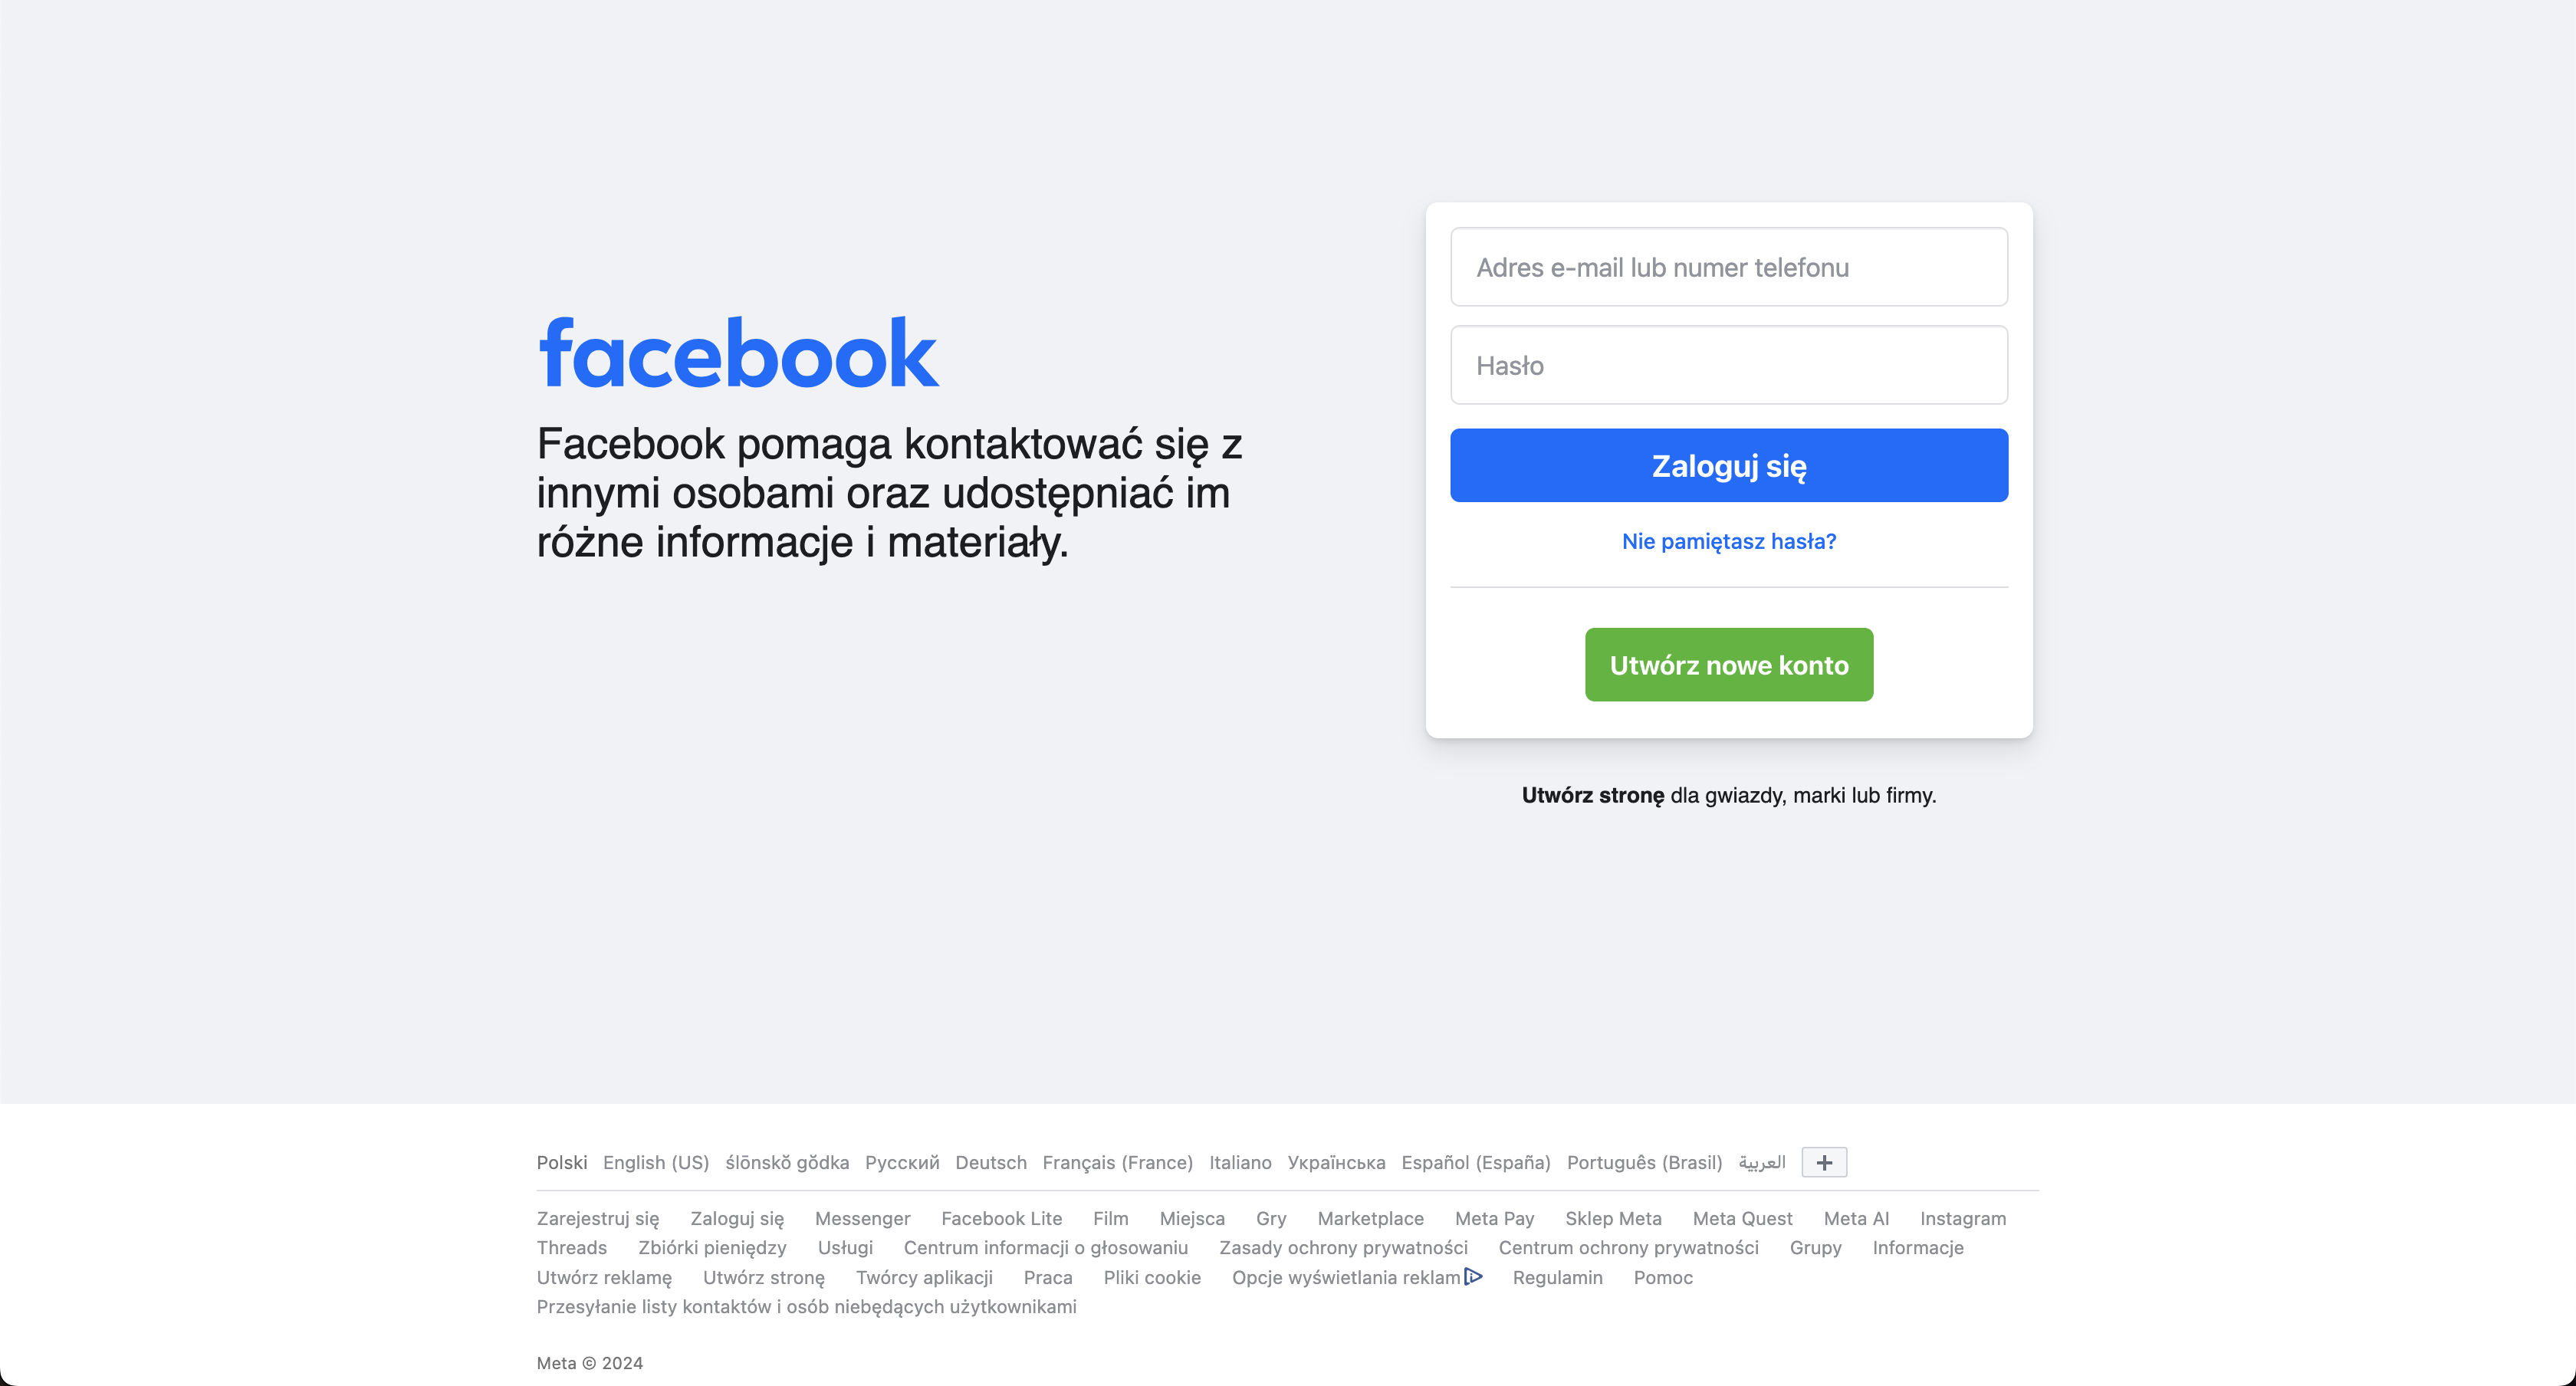 facebook
Facebook pomaga kontaktować się z
innymi osobami oraz udostępniać im
różne informacje i materiały.
Adres e-mail lub numer telefonu
Hasło
Zaloguj się
Nie pamiętasz hasła?
Utwórz nowe konto
Utwórz stronę dla gwiazdy, marki lub firmy.
Polski English (US) ślōnskŏ gŏdka Русский Deutsch Français (France) Italiano Українська Español (España) Português (Brasil) العربية
Zarejestruj się Zaloguj się Messenger Facebook Lite Film Miejsca Gry Marketplace Meta Pay Sklep Meta Meta Quest Meta AI Instagram
Threads Zbiórki pieniędzy Usługi Centrum informacji o głosowaniu Zasady ochrony prywatności Centrum ochrony prywatności Grupy Informacje
Utwórz reklamę Utwórz stronę Twórcy aplikacji Praca Pliki cookie Opcje wyświetlania reklam Regulamin Pomoc
Przesyłanie listy kontaktów i osób niebędących użytkownikami
Meta © 2024